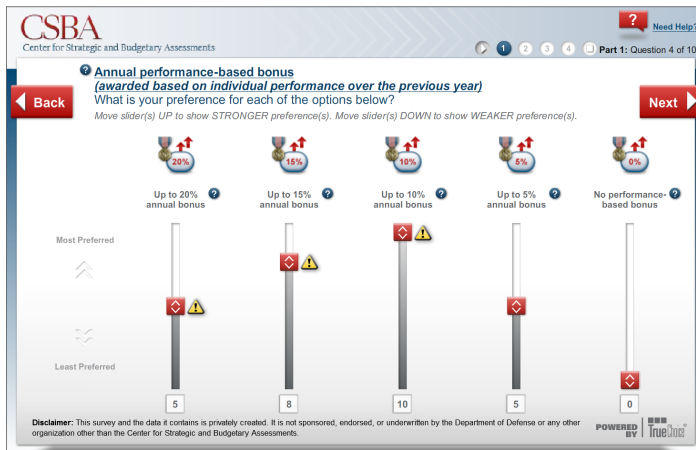 CSBA
Center for Strategic and Budgetary Assessments
?
Need Help?
1 2 3 4 Part 1: Question 4 of 10
? Annual performance-based bonus
(awarded based on individual performance over the previous year)
What is your preference for each of the options below?
Move slider(s) UP to show STRONGER preference(s). Move slider(s) DOWN to show WEAKER preference(s).
Back
Next
20% 15% 10% 5% 0%
Up to 20% annual bonus ?
Up to 15% annual bonus ?
Up to 10% annual bonus ?
Up to 5% annual bonus ?
No performance-based bonus ?
Most Preferred
Least Preferred
5 8 10 5 0
Disclaimer: This survey and the data it contains is privately created. It is not sponsored, endorsed, or underwritten by the Department of Defense or any other
organization other than the Center for Strategic and Budgetary Assessments.
POWERED BY TrueChoice